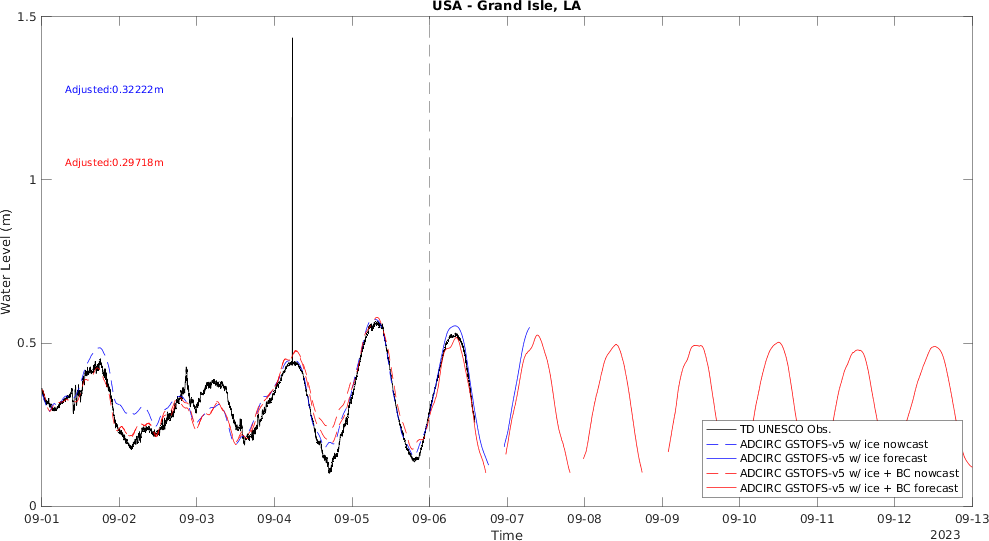 USA - Grand Isle, LA
1.5
Adjusted:0.32222m
Adjusted:0.29718m
1
0.5
0
Water Level (m)
TD UNESCO Obs.
ADCIRC GSTOFS-v5 w/ ice nowcast
ADCIRC GSTOFS-v5 w/ ice forecast
ADCIRC GSTOFS-v5 w/ ice + BC nowcast
ADCIRC GSTOFS-v5 w/ ice + BC forecast
09-01 09-02 09-03 09-04 09-05 09-06 09-07 09-08 09-09 09-10 09-11 09-12 09-13
Time
2023